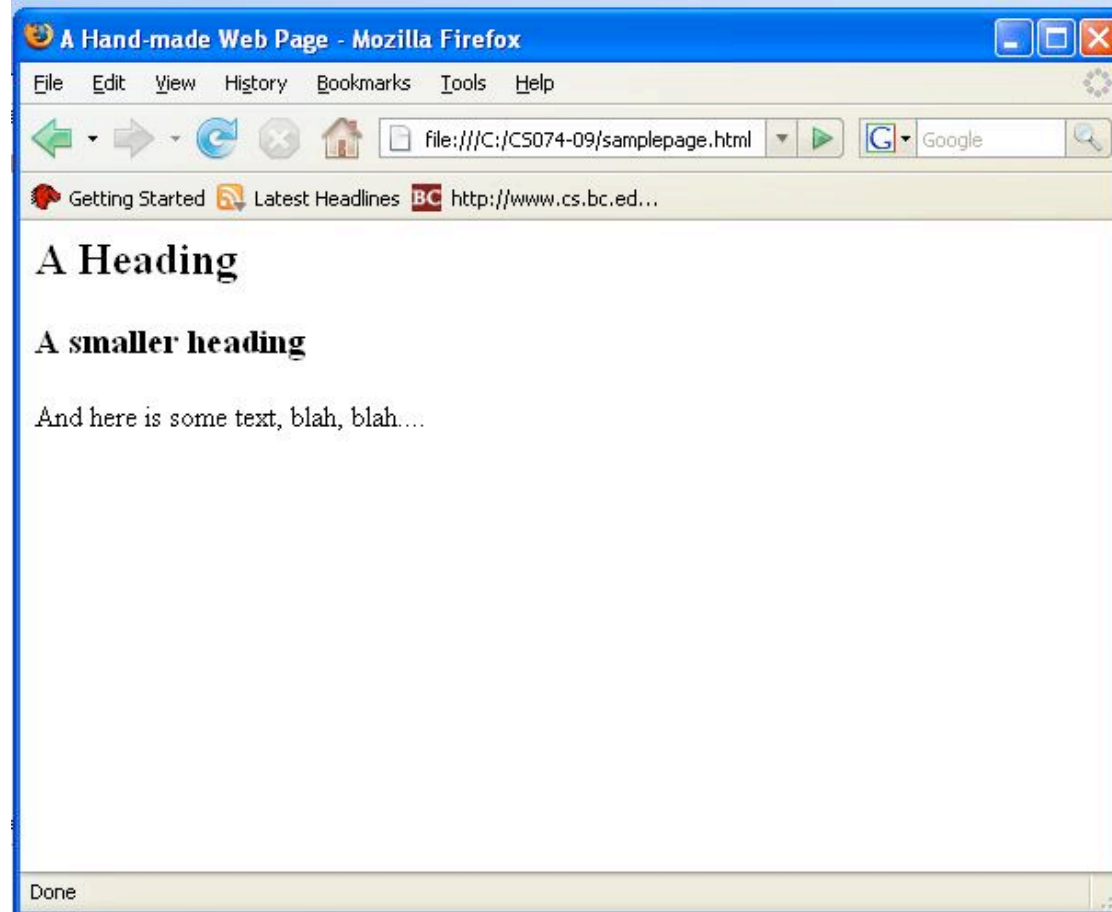 A Hand-made Web Page - Mozilla Firefox
File Edit View History Bookmarks Tools Help
file:///C:/CS074-09/samplepage.html G Google
Getting Started Latest Headlines BC http://www.cs.bc.ed...
A Heading
A smaller heading
And here is some text, blah, blah....
Done